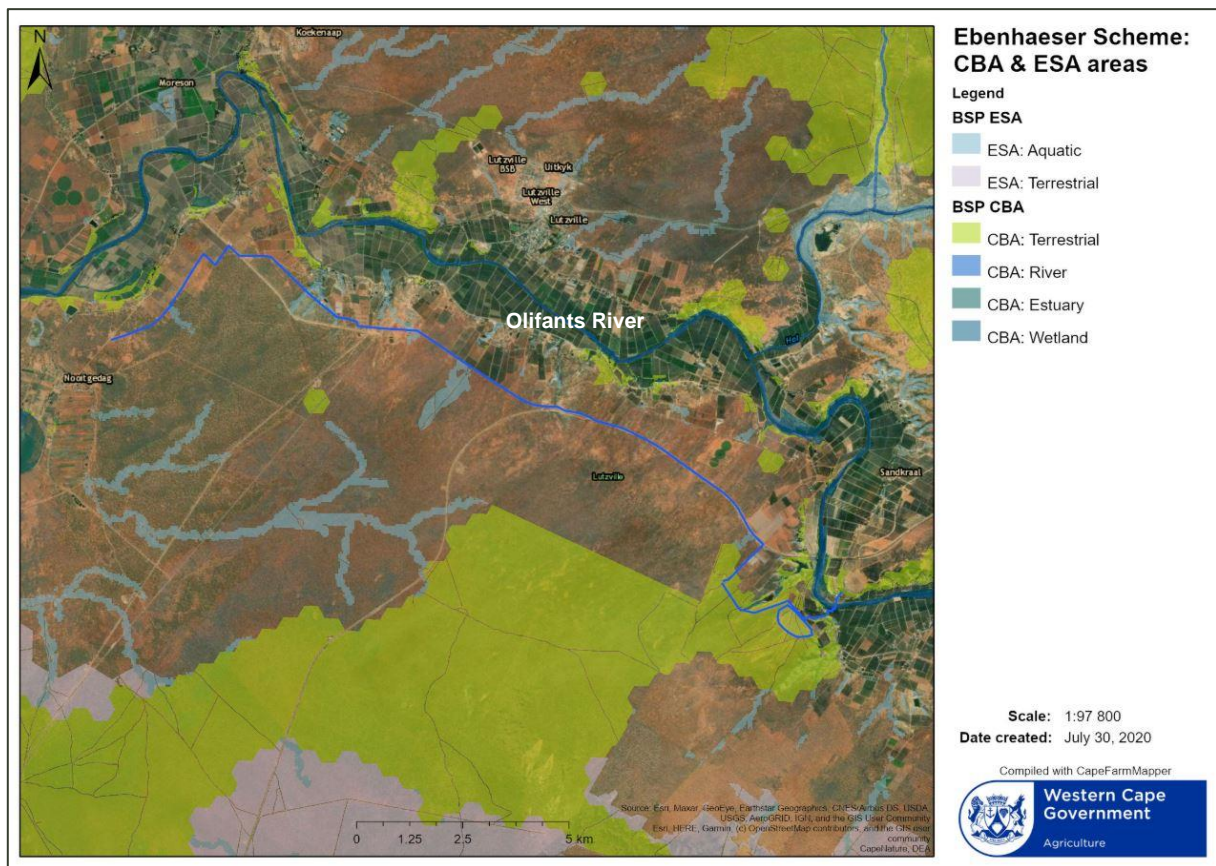 Ebenhaeser Scheme:
CBA & ESA areas
Legend
BSP ESA
ESA: Aquatic
ESA: Terrestrial
BSP CBA
CBA: Terrestrial
CBA: River
CBA: Estuary
CBA: Wetland
N
Koekenaap
Moreson
Lutzville
BSB
Uitkyk
Lutzville
West
Lutzville
Olifants River
Hol
Nooitgedag
Sandkraal
Lutzville
Source: Esri, Maxar, GeoEye, Earthstar Geographics, CNES/Airbus DS, USDA,
USGS, AeroGRID, IGN, and the GIS User Community
Esri, HERE, Garmin, (c) OpenStreetMap contributors, and the GIS user
community
CapeNature, DEA
0 1.25 2.5 5 km
Scale: 1:97 800
Date created: July 30, 2020
Compiled with CapeFarmMapper
Western Cape
Government
Agriculture